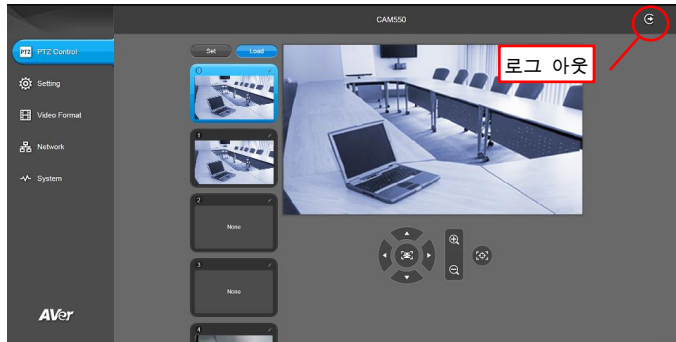 CAM550
PTZ PTZ Control
Setting
Video Format
Network
System
AVer
Set Load
0
1
2
None
3
None
4
로그 아웃